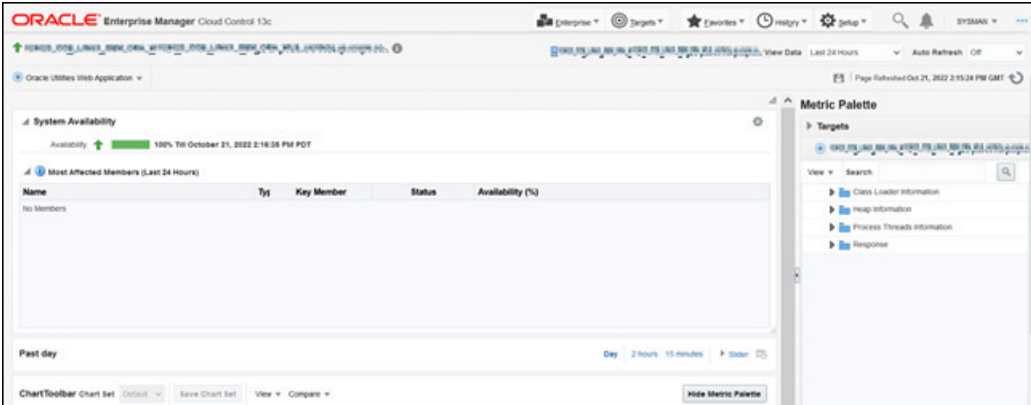 ORACLE Enterprise Manager Cloud Control 13c
Enterprise Targets Favorites History Setup SYSMAN
View Data Last 24 Hours Auto Refresh Off
Oracle Utilities Web Application
Page Refreshed Oct 21, 2022 2:15:24 PM GMT
System Availability
Availability 100% Till October 21, 2022 2:16:35 PM PDT
Most Affected Members (Last 24 Hours)
Name Typ Key Member Status Availability (%)
No Members
Past day
Day 2 hours 15 minutes Slider
ChartToolbar Chart Set Default Save Chart Set View Compare Hide Metric Palette
Metric Palette
Targets
View Search
Class Loader Information
Heap Information
Process Threads Information
Response